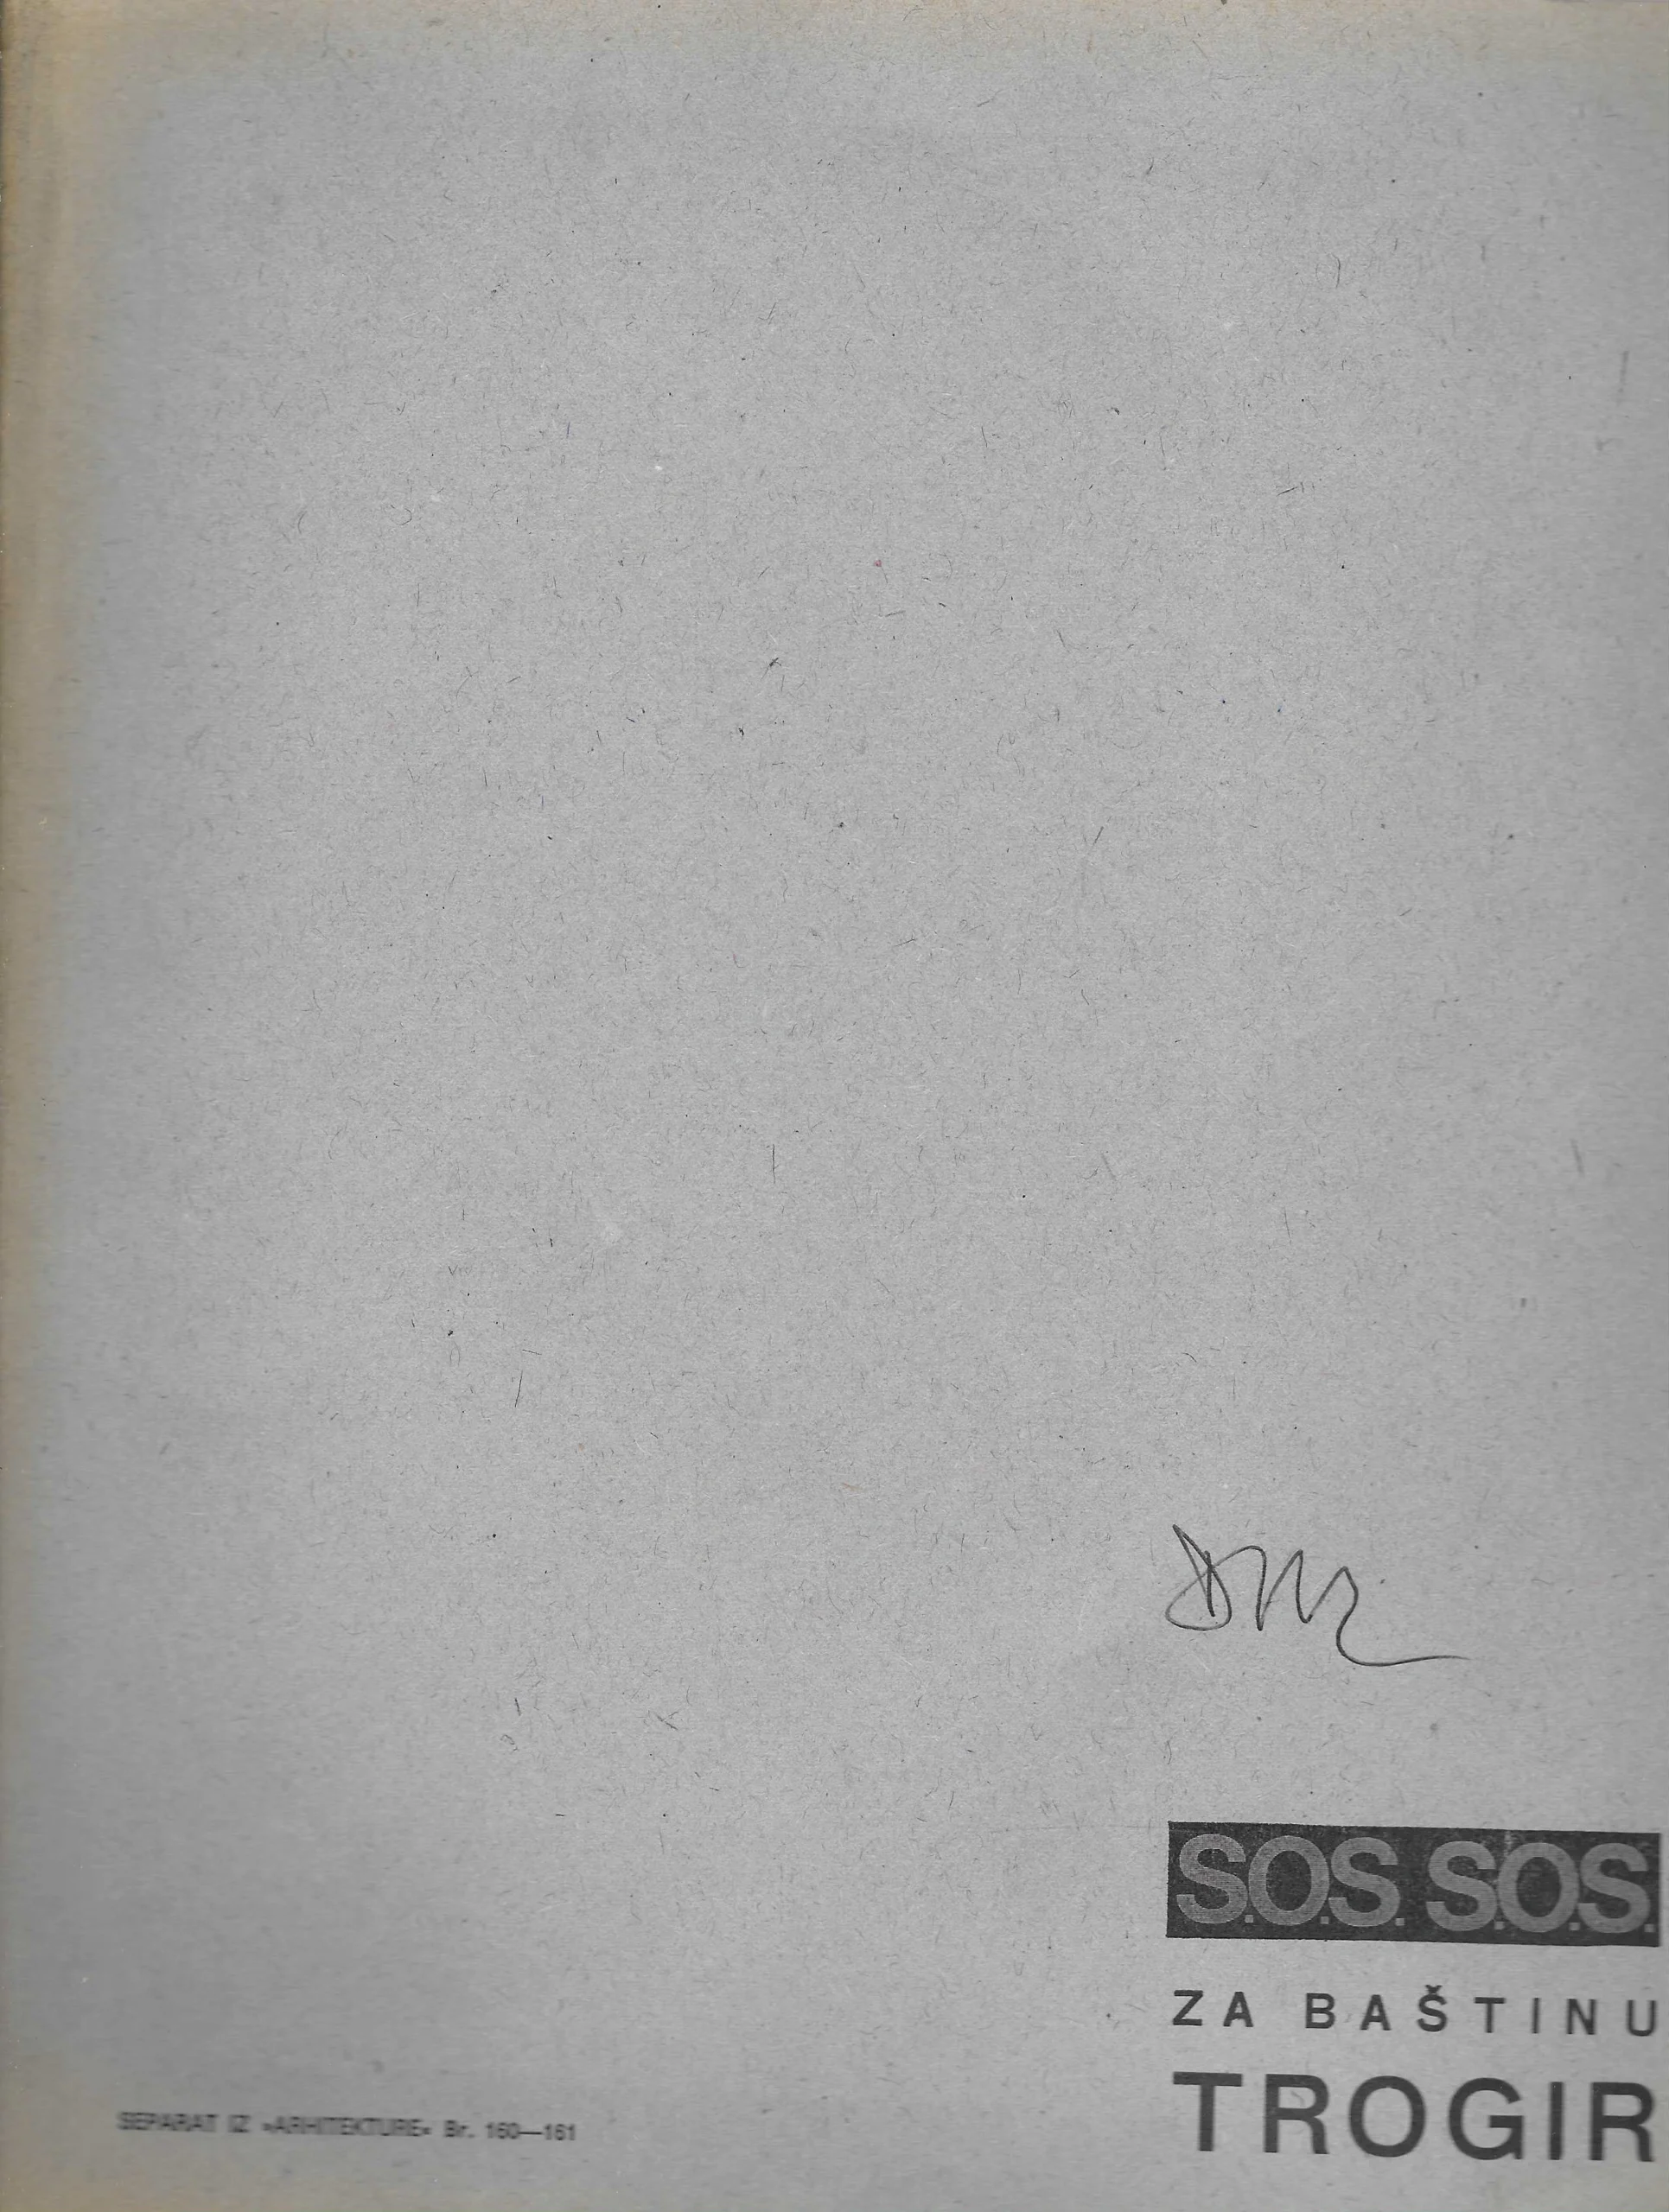 S.O.S. S.O.S.
ZA BAŠTINU
TROGIR
SEPARAT IZ »ARHITEKTURE« Br. 160—161